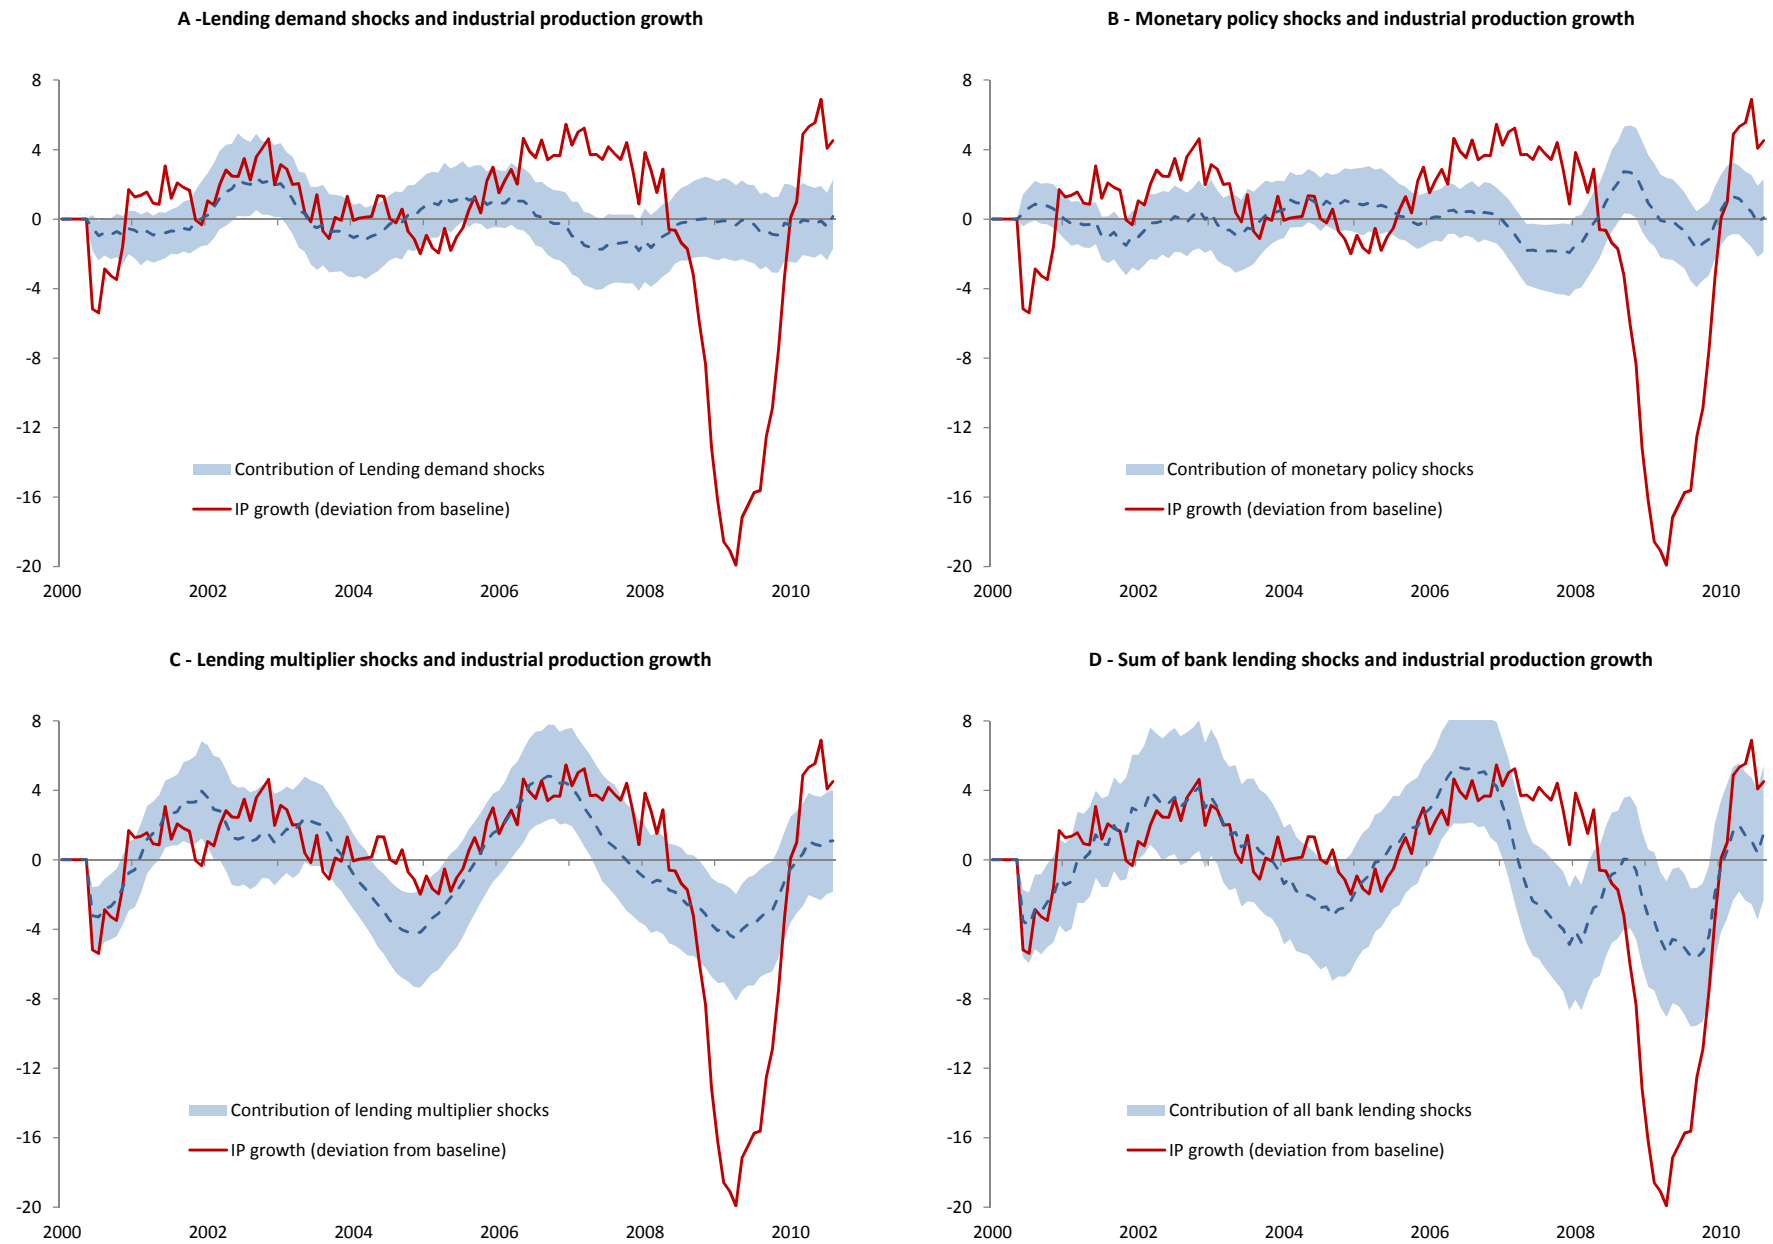 A -Lending demand shocks and industrial production growth
8
4
0
-4
-8
-12
-16
-20
2000 2002 2004 2006 2008 2010
Contribution of Lending demand shocks
IP growth (deviation from baseline)
B - Monetary policy shocks and industrial production growth
8
4
0
-4
-8
-12
-16
-20
2000 2002 2004 2006 2008 2010
Contribution of monetary policy shocks
IP growth (deviation from baseline)
C - Lending multiplier shocks and industrial production growth
8
4
0
-4
-8
-12
-16
-20
2000 2002 2004 2006 2008 2010
Contribution of lending multiplier shocks
IP growth (deviation from baseline)
D - Sum of bank lending shocks and industrial production growth
8
4
0
-4
-8
-12
-16
-20
2000 2002 2004 2006 2008 2010
Contribution of all bank lending shocks
IP growth (deviation from baseline)